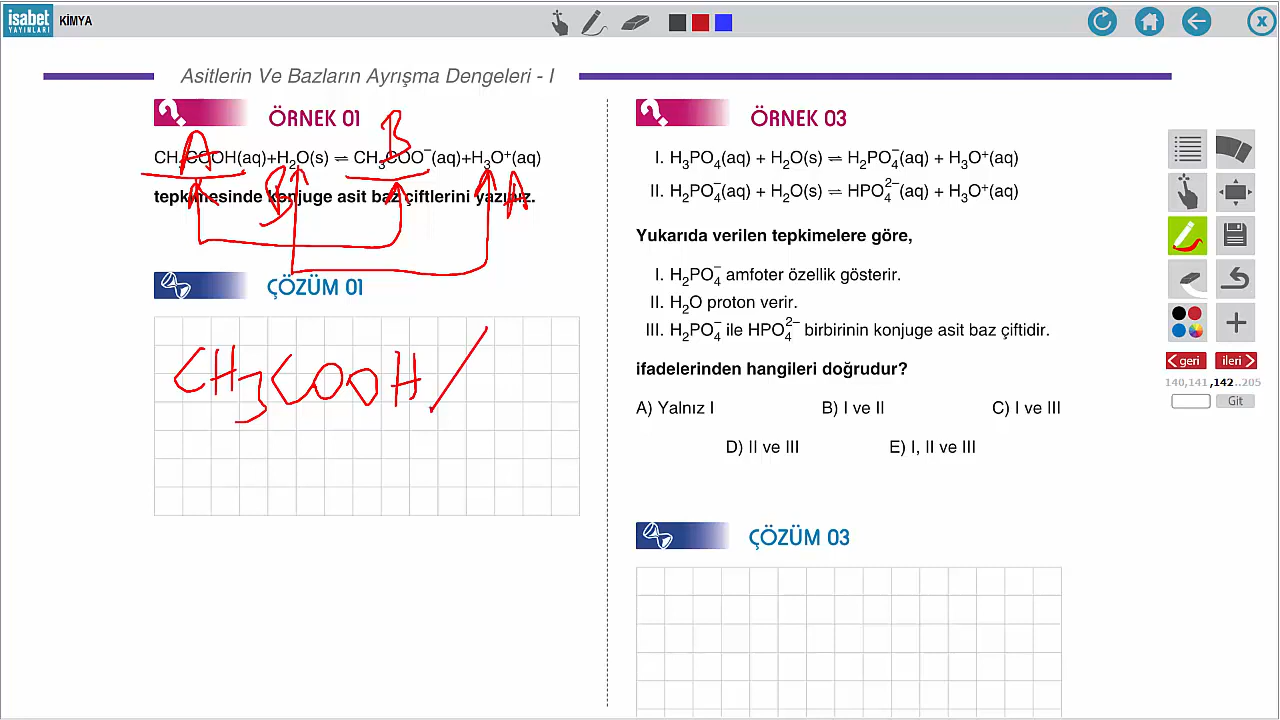 isabet
YAYINLARI
KİMYA
Asitlerin Ve Bazların Ayrışma Dengeleri - I
ÖRNEK 01
CH₃COOH(aq)+H₂O(s) ⇌ CH₃COO⁻(aq)+H₃O⁺(aq)
A
B
B
A
tepkimesinde konjuge asit baz çiftlerini yazınız.
ÇÖZÜM 01
CH3COOH /
ÖRNEK 03
I. H₃PO₄(aq) + H₂O(s) ⇌ H₂PO₄⁻(aq) + H₃O⁺(aq)
II. H₂PO₄⁻(aq) + H₂O(s) ⇌ HPO₄²⁻(aq) + H₃O⁺(aq)
Yukarıda verilen tepkimelere göre,
I. H₂PO₄⁻ amfoter özellik gösterir.
II. H₂O proton verir.
III. H₂PO₄⁻ ile HPO₄²⁻ birbirinin konjuge asit baz çiftidir.
ifadelerinden hangileri doğrudur?
A) Yalnız I B) I ve II C) I ve III
D) II ve III E) I, II ve III
ÇÖZÜM 03
geri ileri
140,141,142..205
Git